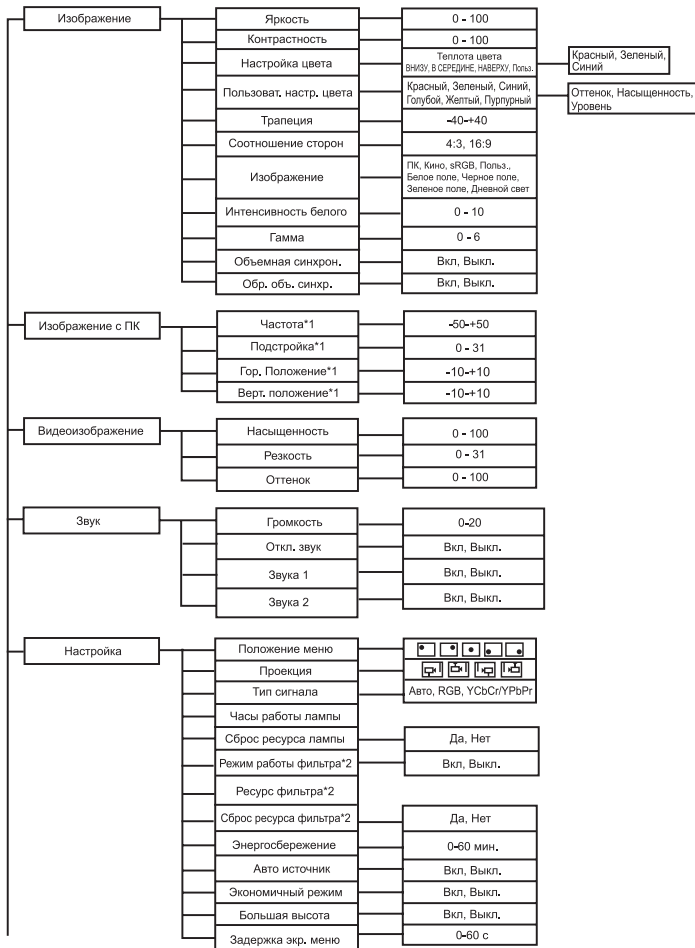 Изображение
Яркость
0 - 100
Контрастность
0 - 100
Настройка цвета
Теплота цвета
ВНИЗУ, В СЕРЕДИНЕ, НАВЕРХУ, Польз.
Красный, Зеленый,
Синий
Пользоват. настр. цвета
Красный, Зеленый, Синий,
Голубой, Желтый, Пурпурный
Оттенок, Насыщенность,
Уровень
Трапеция
-40-+40
Соотношение сторон
4:3, 16:9
Изображение
ПК, Кино, sRGB, Польз.,
Белое поле, Черное поле,
Зеленое поле, Дневной свет
Интенсивность белого
0 - 10
Гамма
0 - 6
Объемная синхрон.
Вкл, Выкл.
Обр. объ. синхр.
Вкл, Выкл.
Изображение с ПК
Частота*1
-50-+50
Подстройка*1
0 - 31
Гор. Положение*1
-10-+10
Верт. положение*1
-10-+10
Видеоизображение
Насыщенность
0 - 100
Резкость
0 - 31
Оттенок
0 - 100
Звук
Громкость
0-20
Откл. звук
Вкл, Выкл.
Звука 1
Вкл, Выкл.
Звука 2
Вкл, Выкл.
Настройка
Положение меню
Проекция
Тип сигнала
Авто, RGB, YCbCr/YPbPr
Часы работы лампы
Сброс ресурса лампы
Да, Нет
Режим работы фильтра*2
Вкл, Выкл.
Ресурс фильтра*2
Сброс ресурса фильтра*2
Да, Нет
Энергосбережение
0-60 мин.
Авто источник
Вкл, Выкл.
Экономичный режим
Вкл, Выкл.
Большая высота
Вкл, Выкл.
Задержка экр. меню
0-60 с